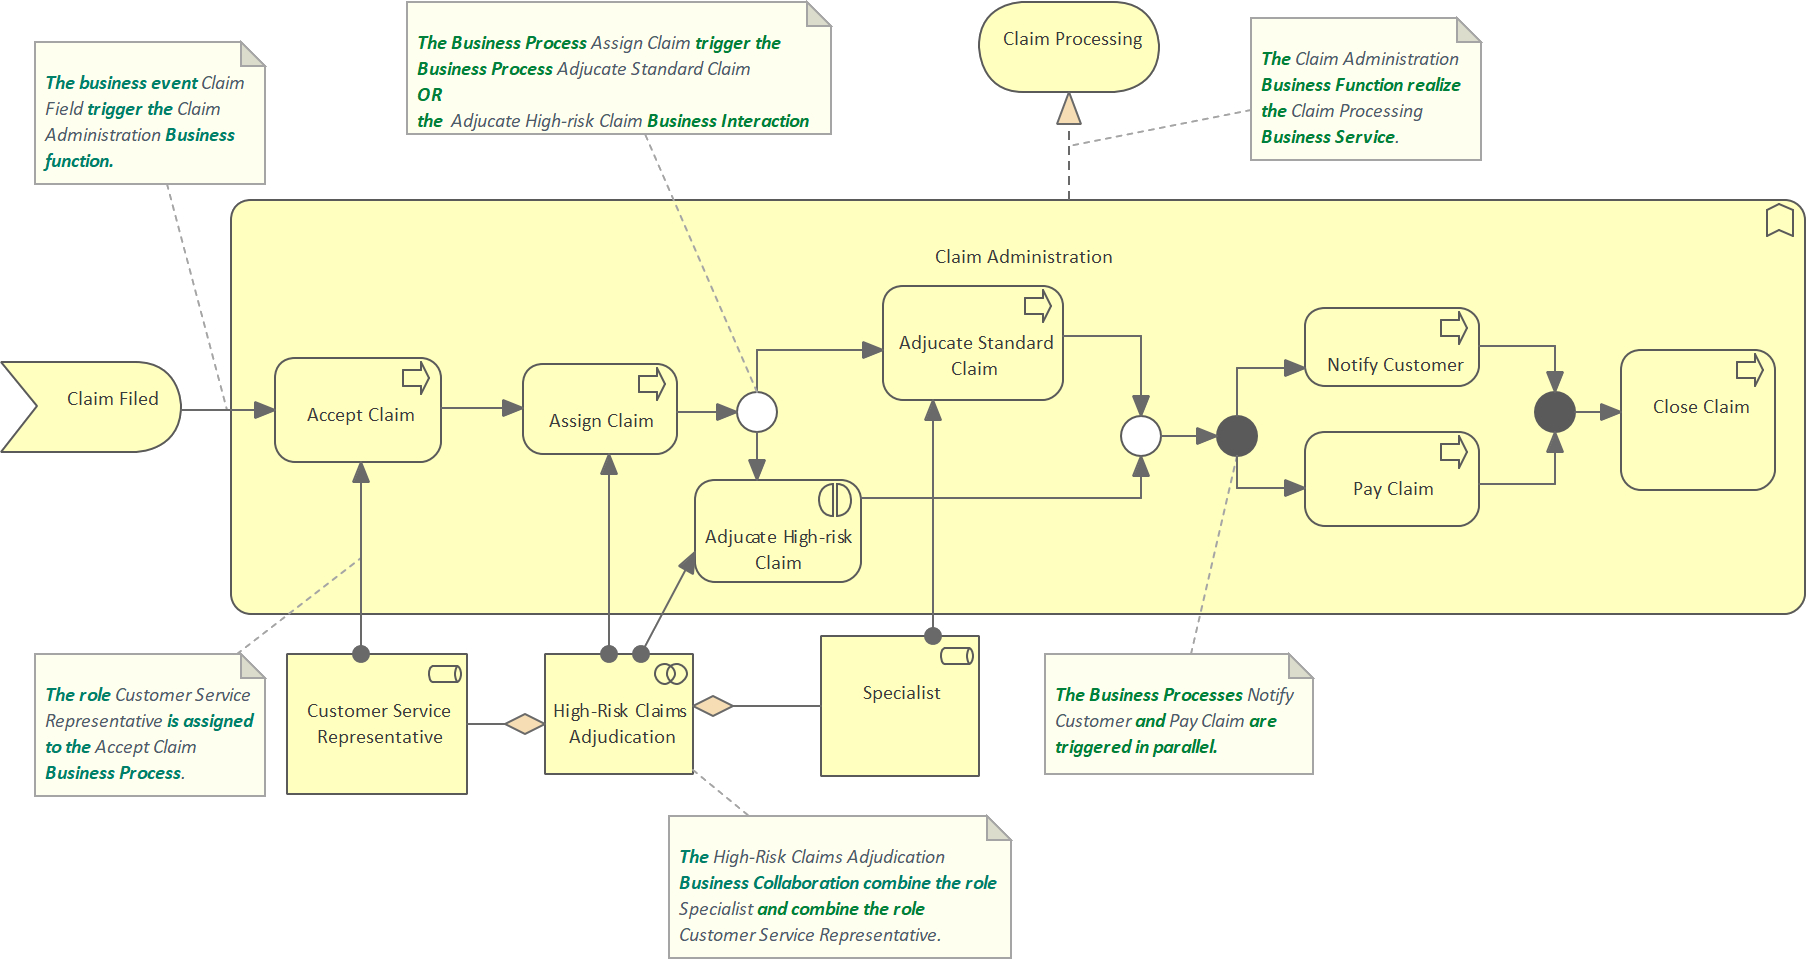 The Business Process Assign Claim trigger the
Business Process Adjucate Standard Claim
OR
the Adjucate High-risk Claim Business Interaction
Claim Processing
The Claim Administration
Business Function realize
the Claim Processing
Business Service.
The business event Claim
Field trigger the Claim
Administration Business
function.
Claim Administration
Claim Filed
Accept Claim
Assign Claim
Adjucate Standard
Claim
Adjucate High-risk
Claim
Notify Customer
Pay Claim
Close Claim
The role Customer Service
Representative is assigned
to the Accept Claim
Business Process.
Customer Service
Representative
High-Risk Claims
Adjudication
Specialist
The Business Processes Notify
Customer and Pay Claim are
triggered in parallel.
The High-Risk Claims Adjudication
Business Collaboration combine the role
Specialist and combine the role
Customer Service Representative.